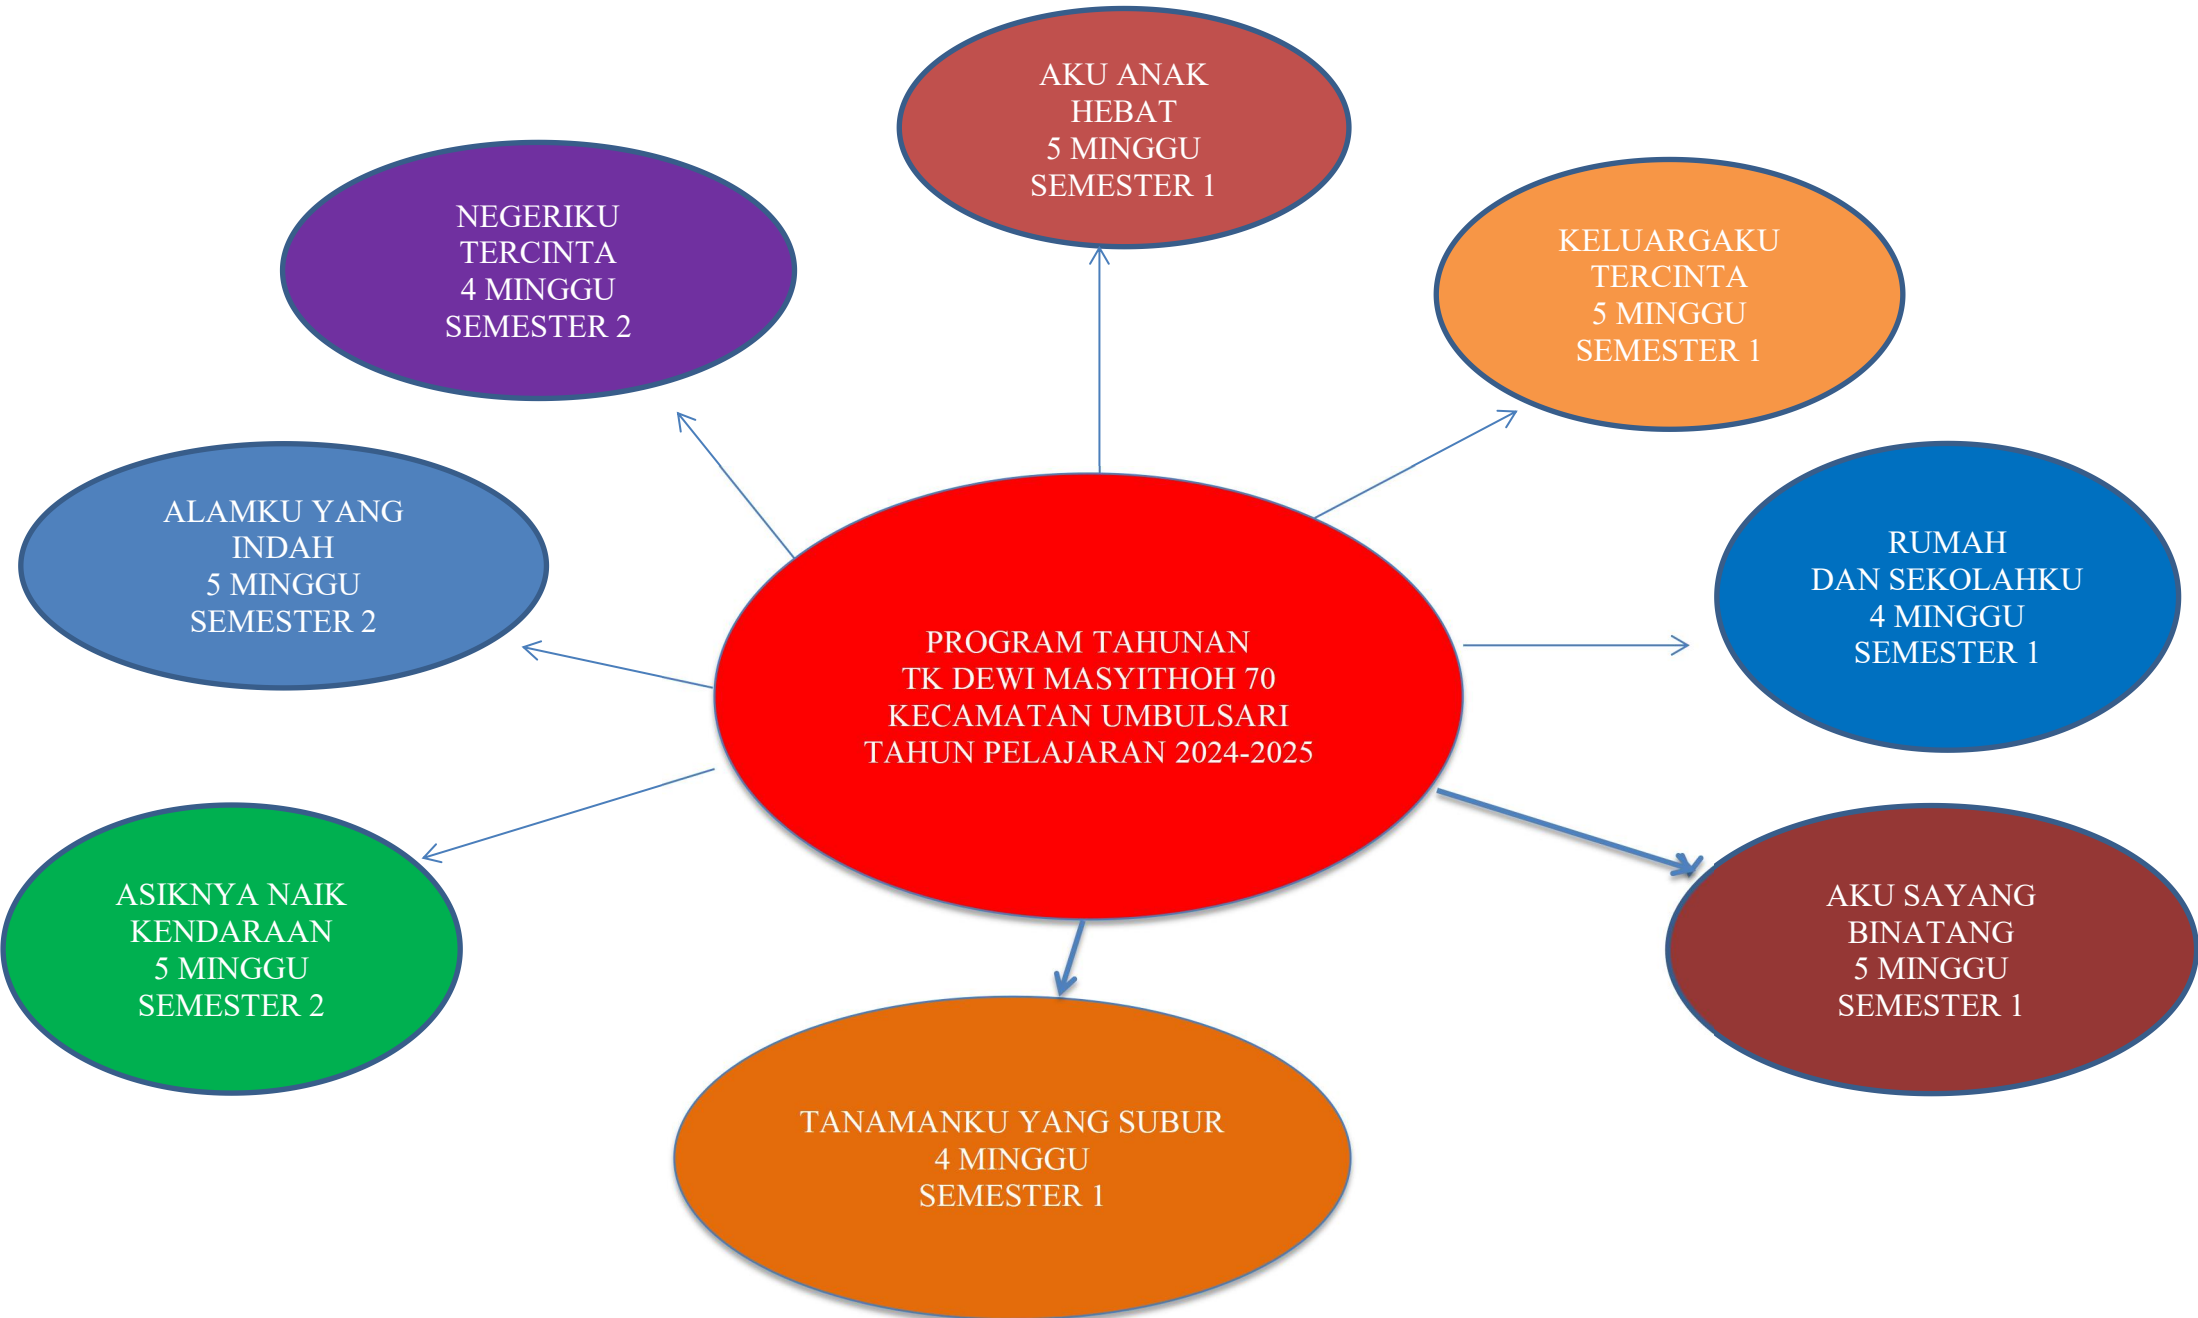 AKU ANAK
HEBAT
5 MINGGU
SEMESTER 1
NEGERIKU
TERCINTA
4 MINGGU
SEMESTER 2
KELUARGAKU
TERCINTA
5 MINGGU
SEMESTER 1
ALAMKU YANG
INDAH
5 MINGGU
SEMESTER 2
RUMAH
DAN SEKOLAHKU
4 MINGGU
SEMESTER 1
PROGRAM TAHUNAN
TK DEWI MASYITHOH 70
KECAMATAN UMBULSARI
TAHUN PELAJARAN 2024-2025
ASIKNYA NAIK
KENDARAAN
5 MINGGU
SEMESTER 2
AKU SAYANG
BINATANG
5 MINGGU
SEMESTER 1
TANAMANKU YANG SUBUR
4 MINGGU
SEMESTER 1